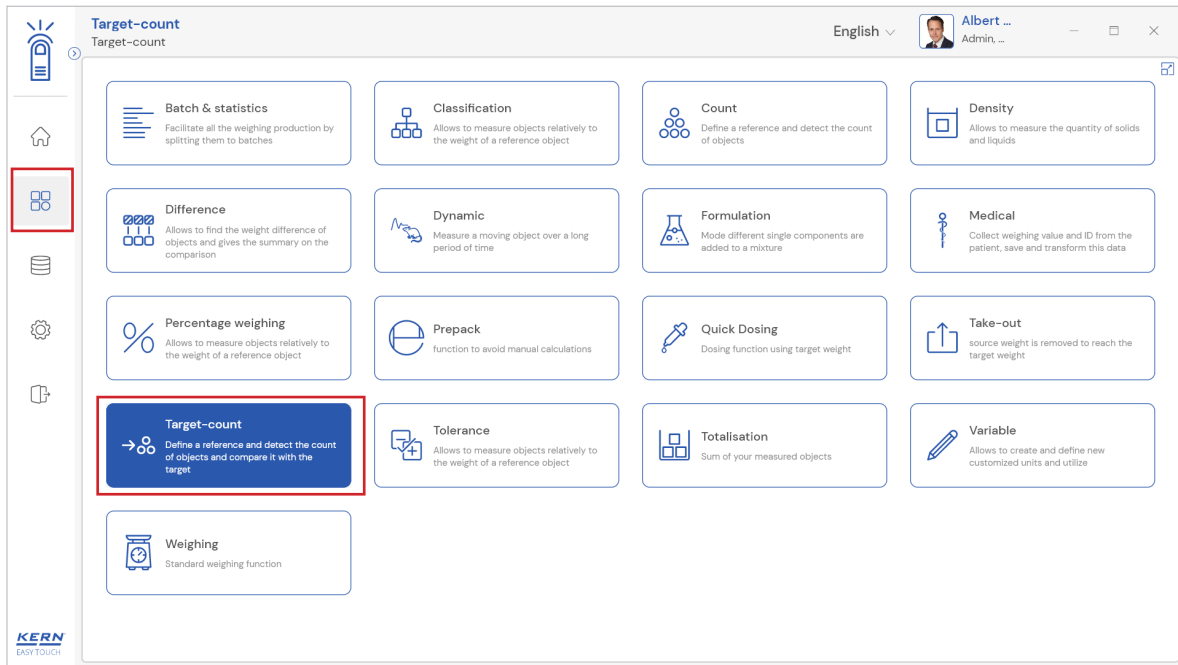 Target-count
Target-count
English
Albert ...
Admin, ...
Batch & statistics
Facilitate all the weighing production by
splitting them to batches
Classification
Allows to measure objects relatively to
the weight of a reference object
Count
Define a reference and detect the count
of objects
Density
Allows to measure the quantity of solids
and liquids
Difference
Allows to find the weight difference of
objects and gives the summary on the
comparison
Dynamic
Measure a moving object over a long
period of time
Formulation
Mode different single components are
added to a mixture
Medical
Collect weighing value and ID from the
patient, save and transform this data
Percentage weighing
Allows to measure objects relatively to
the weight of a reference object
Prepack
function to avoid manual calculations
Quick Dosing
Dosing function using target weight
Take-out
source weight is removed to reach the
target weight
Target-count
Define a reference and detect the count
of objects and compare it with the
target
Tolerance
Allows to measure objects relatively to
the weight of a reference object
Totalisation
Sum of your measured objects
Variable
Allows to create and define new
customized units and utilize
Weighing
Standard weighing function
KERN
EASY TOUCH